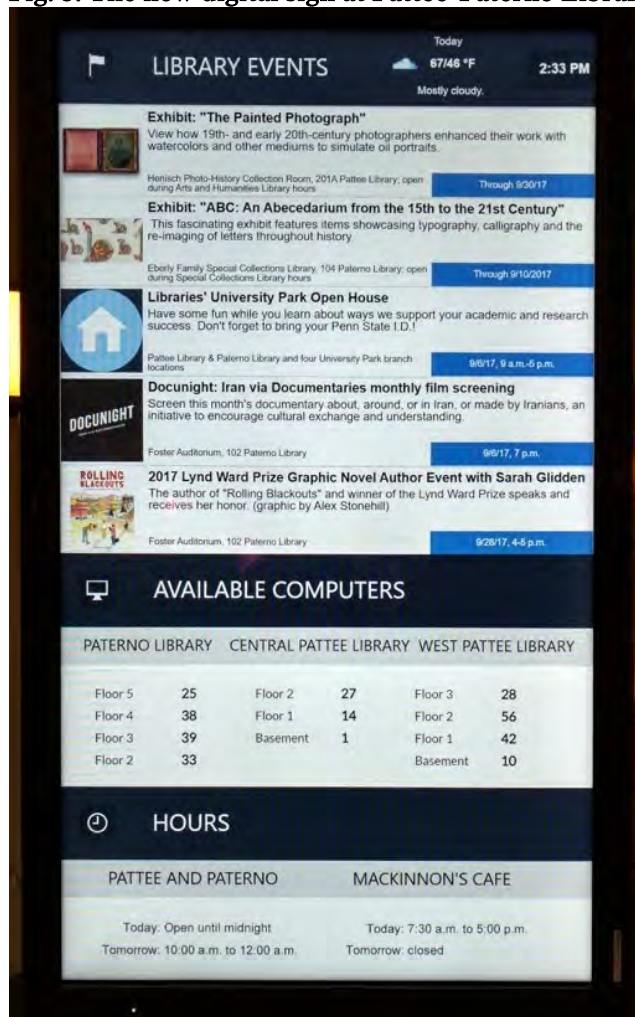 Fig. 3. The new digital sign at Pattee-Paterno Librar
LIBRARY EVENTS
Today
67/46 °F
Mostly cloudy.
2:33 PM
Exhibit: "The Painted Photograph"
View how 19th- and early 20th-century photographers enhanced their work with
watercolors and other mediums to simulate oil portraits.
Henisch Photo-History Collection Room, 201A Pattee Library; open
during Arts and Humanities Library hours
Through 9/30/17
Exhibit: "ABC: An Abecedarium from the 15th to the 21st Century"
This fascinating exhibit features items showcasing typography, calligraphy and the
re-imaging of letters throughout history.
Eberly Family Special Collections Library, 104 Paterno Library; open
during Special Collections Library hours
Through 9/10/2017
Libraries' University Park Open House
Have some fun while you learn about ways we support your academic and research
success. Don't forget to bring your Penn State I.D.!
Pattee Library & Paterno Library and four University Park branch
locations
9/6/17, 9 a.m.-5 p.m.
DOCUNIGHT
Docunight: Iran via Documentaries monthly film screening
Screen this month's documentary about, around, or in Iran, or made by Iranians, an
initiative to encourage cultural exchange and understanding.
Foster Auditorium, 102 Paterno Library
9/6/17, 7 p.m.
ROLLING
BLACKOUTS
2017 Lynd Ward Prize Graphic Novel Author Event with Sarah Glidden
The author of "Rolling Blackouts" and winner of the Lynd Ward Prize speaks and
receives her honor. (graphic by Alex Stonehill)
Foster Auditorium, 102 Paterno Library
9/28/17, 4-5 p.m.
AVAILABLE COMPUTERS
PATERNO LIBRARY CENTRAL PATTEE LIBRARY WEST PATTEE LIBRARY
Floor 5 25 Floor 2 27 Floor 3 28
Floor 4 38 Floor 1 14 Floor 2 56
Floor 3 39 Basement 1 Floor 1 42
Floor 2 33 Basement 10
HOURS
PATTEE AND PATERNO MACKINNON'S CAFE
Today: Open until midnight Today: 7:30 a.m. to 5:00 p.m.
Tomorrow: 10:00 a.m. to 12:00 a.m. Tomorrow: closed